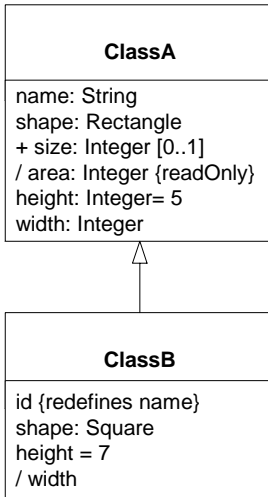 ClassA
name: String
shape: Rectangle
+ size: Integer [0..1]
/ area: Integer {readOnly}
height: Integer= 5
width: Integer
ClassB
id {redefines name}
shape: Square
height = 7
/ width